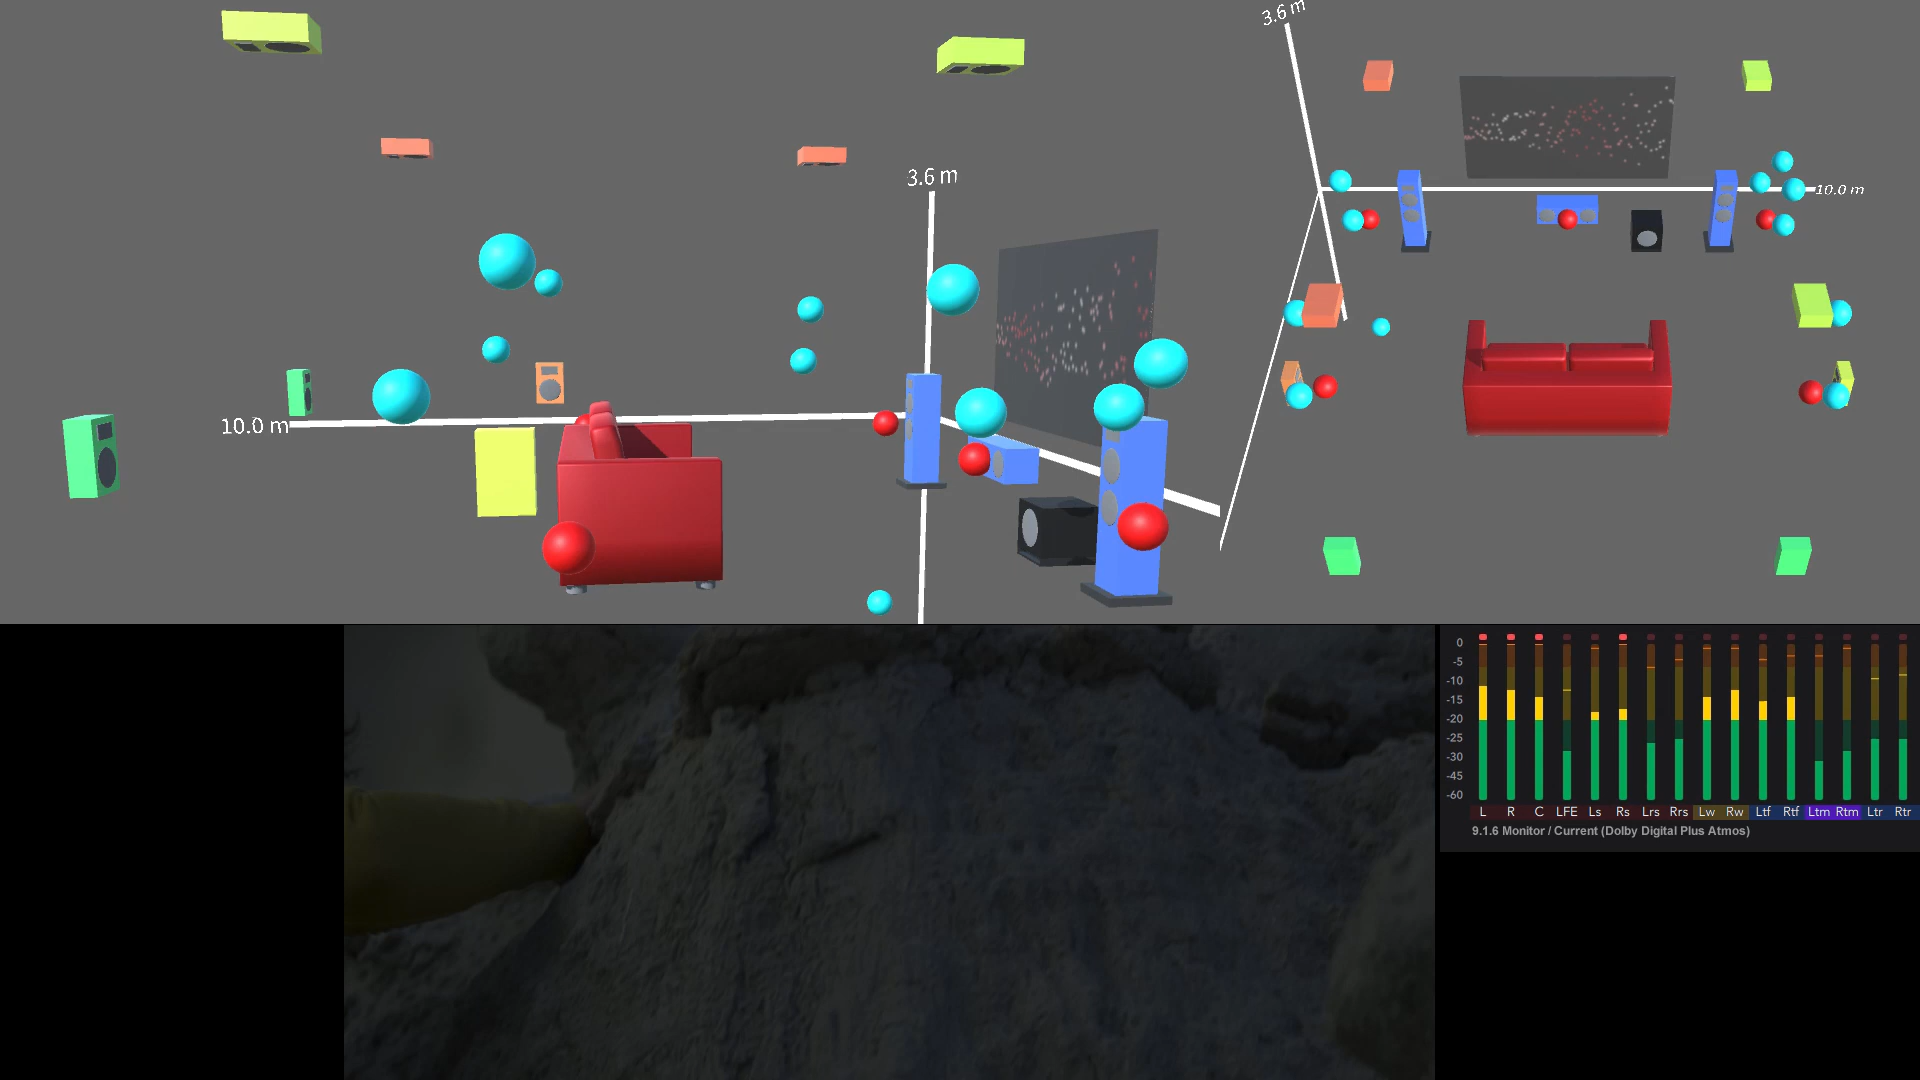 3.6 m
3.6 m
10.0 m
10.0 m
0
-5
-10
-15
-20
-25
-30
-45
-60
L R C LFE Ls Rs Lrs Rrs Lw Rw Ltf Rtf Ltm Rtm Ltr Rtr
9.1.6 Monitor / Current (Dolby Digital Plus Atmos)